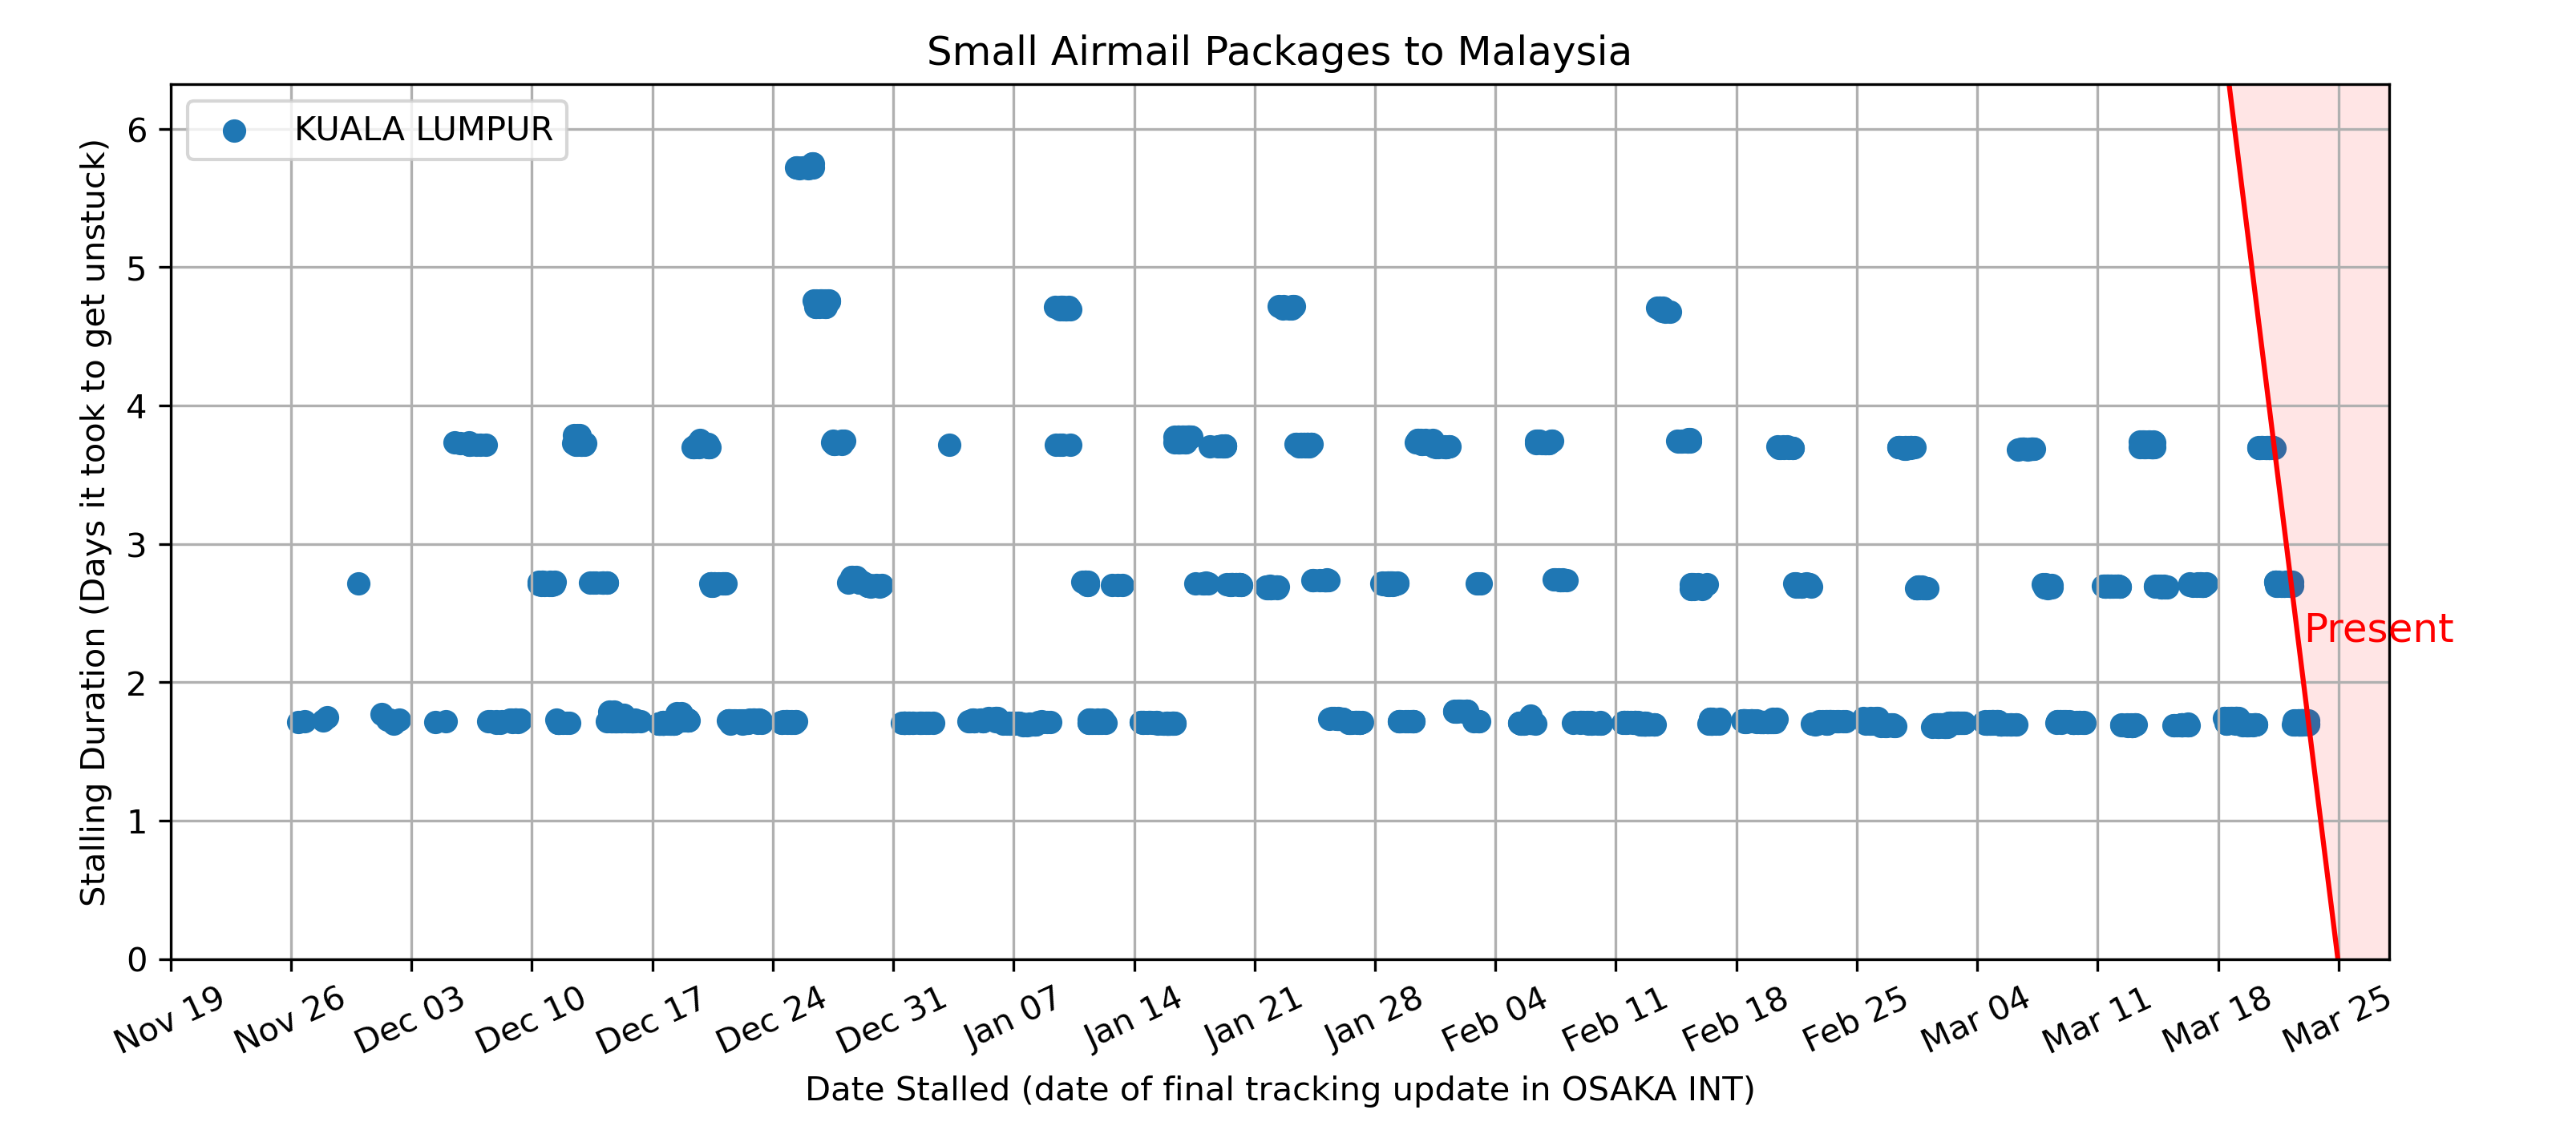 Small Airmail Packages to Malaysia
KUALA LUMPUR
Stalling Duration (Days it took to get unstuck)
6
5
4
3
2
1
0
Present
Nov 19
Nov 26
Dec 03
Dec 10
Dec 17
Dec 24
Dec 31
Jan 07
Jan 14
Jan 21
Jan 28
Feb 04
Feb 11
Feb 18
Feb 25
Mar 04
Mar 11
Mar 18
Mar 25
Date Stalled (date of final tracking update in OSAKA INT)